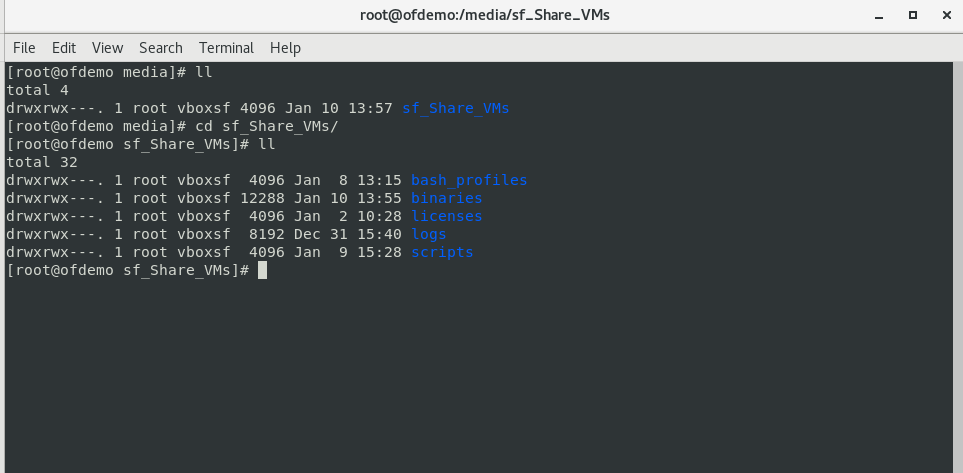 root@ofdemo:/media/sf_Share_VMs
File Edit View Search Terminal Help
[root@ofdemo media]# ll
total 4
drwxrwx---. 1 root vboxsf 4096 Jan 10 13:57 sf_Share_VMs
[root@ofdemo media]# cd sf_Share_VMs/
[root@ofdemo sf_Share_VMs]# ll
total 32
drwxrwx---. 1 root vboxsf  4096 Jan  8 13:15 bash_profiles
drwxrwx---. 1 root vboxsf 12288 Jan 10 13:55 binaries
drwxrwx---. 1 root vboxsf  4096 Jan  2 10:28 licenses
drwxrwx---. 1 root vboxsf  8192 Dec 31 15:40 logs
drwxrwx---. 1 root vboxsf  4096 Jan  9 15:28 scripts
[root@ofdemo sf_Share_VMs]#